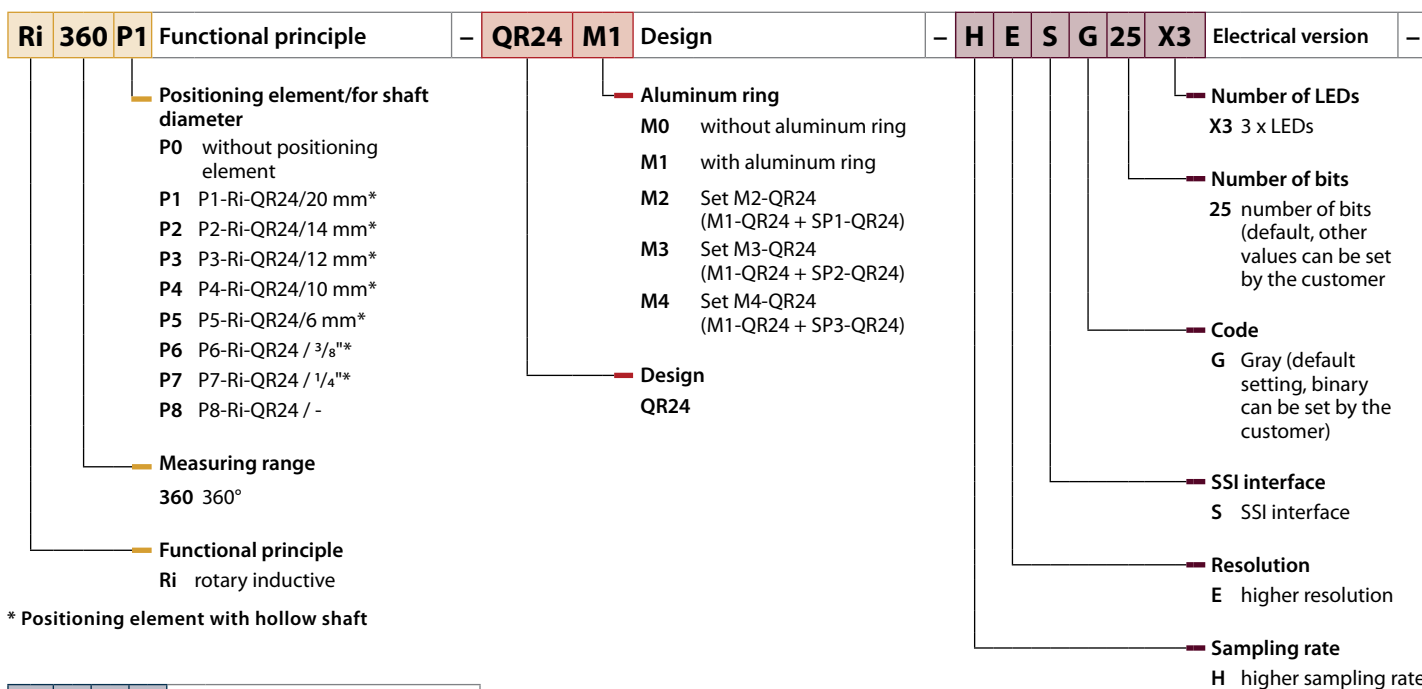 Ri 360 P1 Functional principle – QR24 M1 Design – H E S G 25 X3 Electrical version –
Positioning element/for shaft
diameter
P0 without positioning
element
P1 P1-Ri-QR24/20 mm*
P2 P2-Ri-QR24/14 mm*
P3 P3-Ri-QR24/12 mm*
P4 P4-Ri-QR24/10 mm*
P5 P5-Ri-QR24/6 mm*
P6 P6-Ri-QR24 / ³/₈"*
P7 P7-Ri-QR24 / ¹/₄"*
P8 P8-Ri-QR24 / -
Measuring range
360 360°
Functional principle
Ri rotary inductive
* Positioning element with hollow shaft
Aluminum ring
M0 without aluminum ring
M1 with aluminum ring
M2 Set M2-QR24
(M1-QR24 + SP1-QR24)
M3 Set M3-QR24
(M1-QR24 + SP2-QR24)
M4 Set M4-QR24
(M1-QR24 + SP3-QR24)
Design
QR24
Number of LEDs
X3 3 x LEDs
Number of bits
25 number of bits
(default, other
values can be set
by the customer
Code
G Gray (default
setting, binary
can be set by the
customer)
SSI interface
S SSI interface
Resolution
E higher resolution
Sampling rate
H higher sampling rate